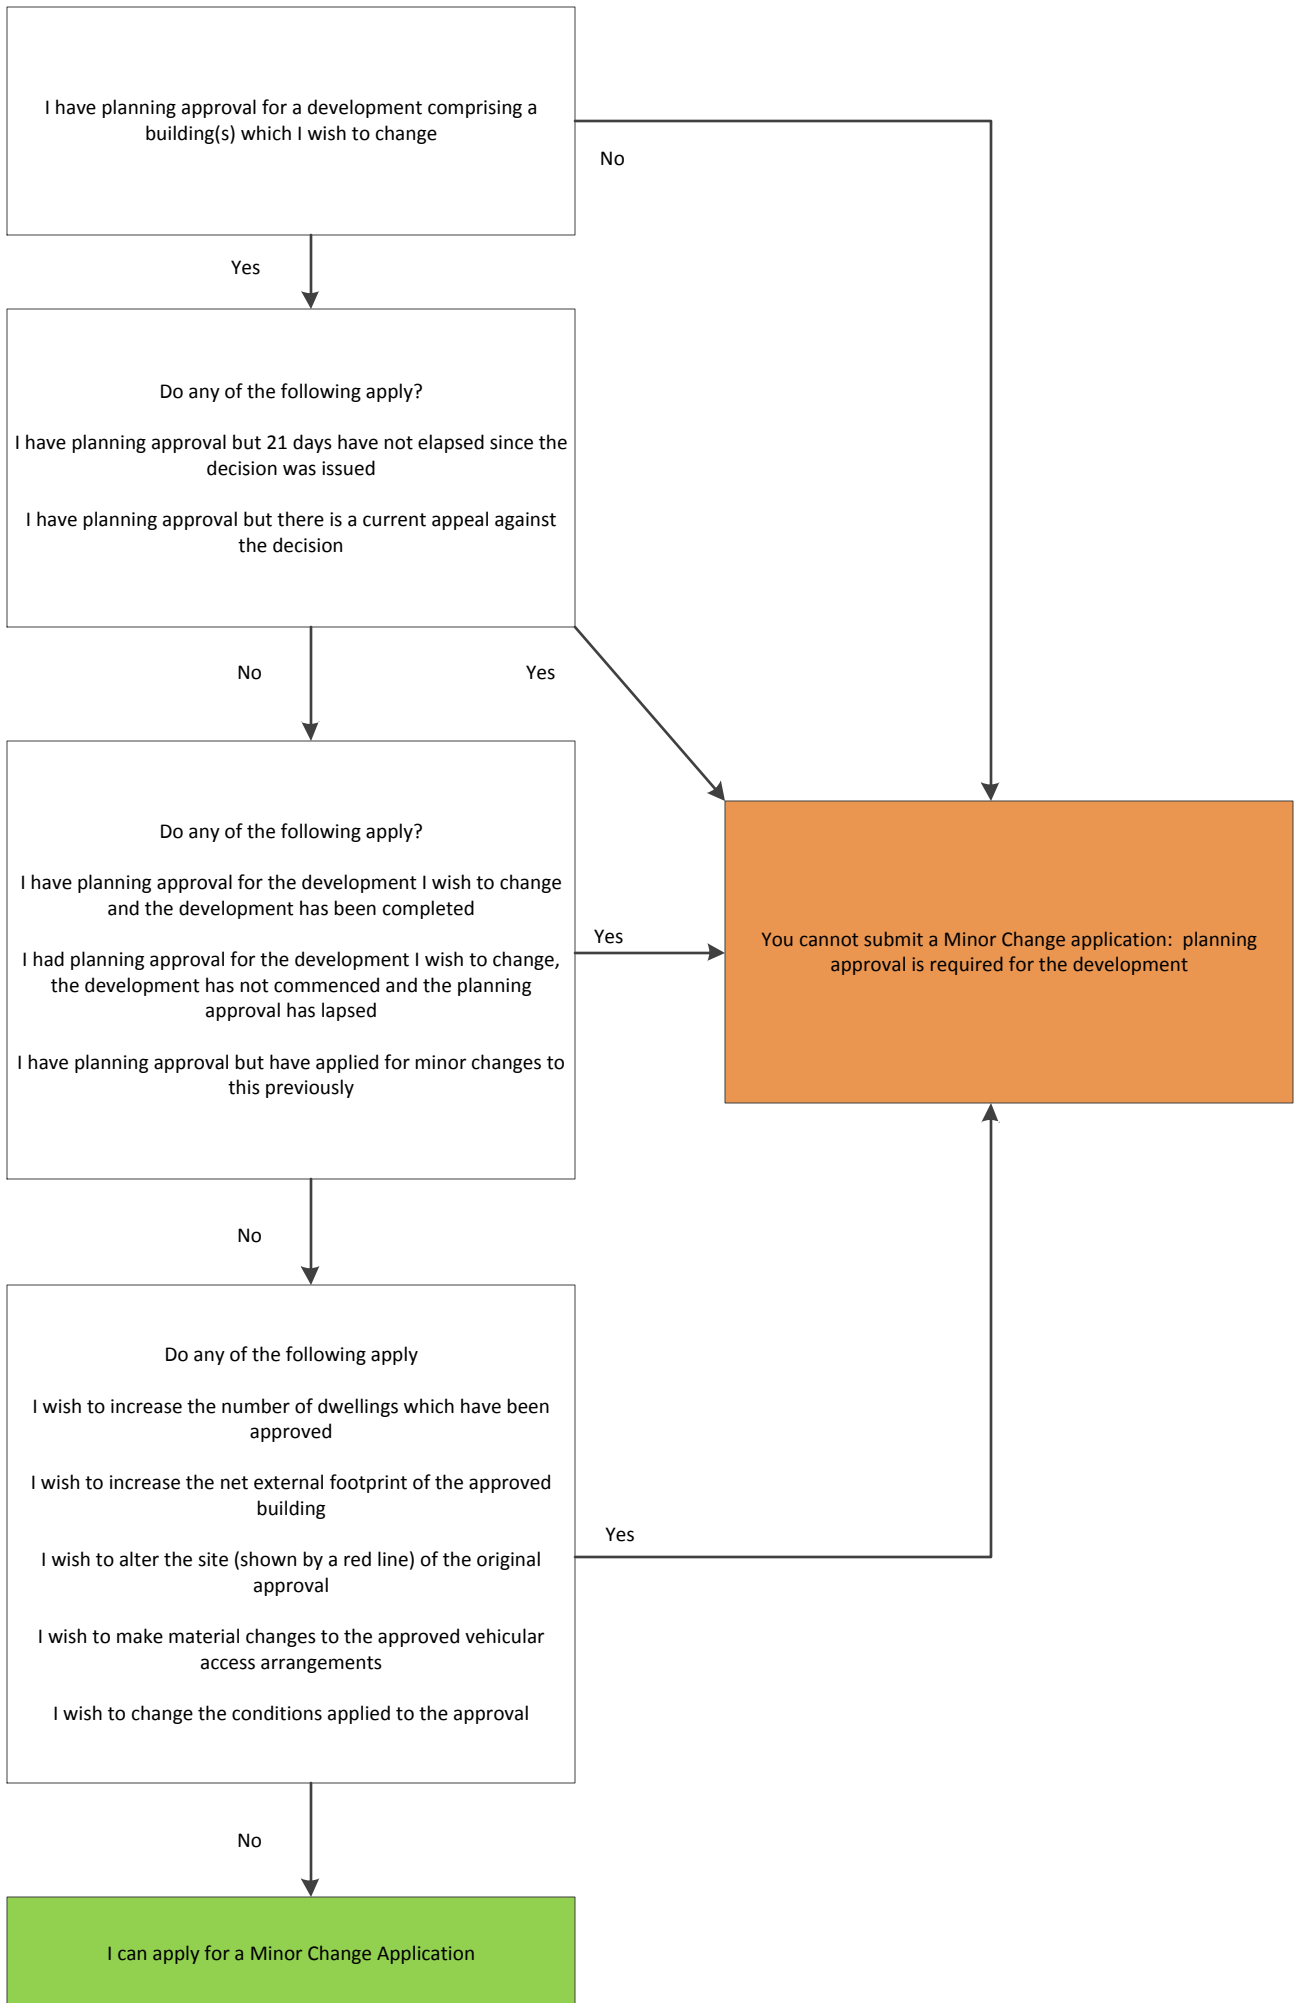 I have planning approval for a development comprising a
building(s) which I wish to change
No
Yes
Do any of the following apply?
I have planning approval but 21 days have not elapsed since the
decision was issued
I have planning approval but there is a current appeal against
the decision
No
Yes
Do any of the following apply?
I have planning approval for the development I wish to change
and the development has been completed
I had planning approval for the development I wish to change,
the development has not commenced and the planning
approval has lapsed
I have planning approval but have applied for minor changes to
this previously
Yes
You cannot submit a Minor Change application:  planning
approval is required for the development
No
Do any of the following apply
I wish to increase the number of dwellings which have been
approved
I wish to increase the net external footprint of the approved
building
I wish to alter the site (shown by a red line) of the original
approval
I wish to make material changes to the approved vehicular
access arrangements
I wish to change the conditions applied to the approval
Yes
No
I can apply for a Minor Change Application